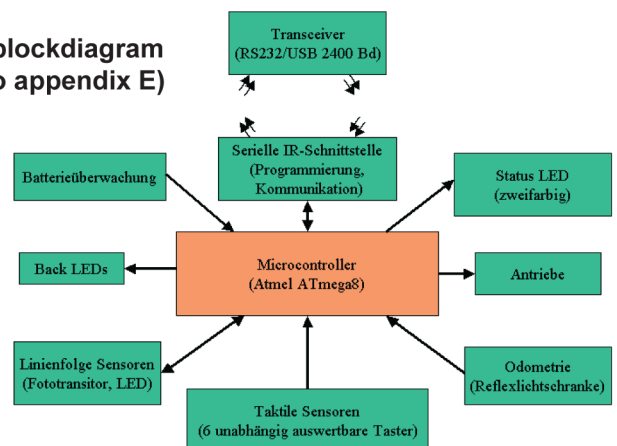 blockdiagram
appendix E)
Transceiver
(RS232/USB 2400 Bd)
Serielle IR-Schnittstelle
(Programmierung,
Kommunikation)
Batterieüberwachung
Status LED
(zweifarbig)
Back LEDs
Microcontroller
(Atmel ATmega8)
Antriebe
Linienfolge Sensoren
(Fototransitor, LED)
Odometrie
(Reflexlichtschranke)
Taktile Sensoren
(6 unabhängig auswertbare Taster)